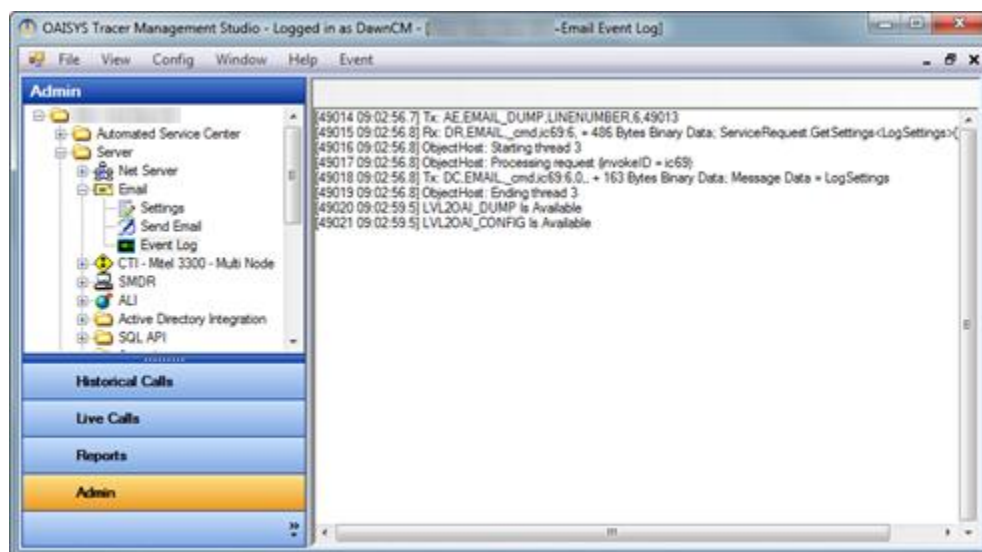 OAISYS Tracer Management Studio - Logged in as DawnCM - [ -Email Event Log]
File View Config Window Help Event
Admin
Automated Service Center
Server
Net Server
Email
Settings
Send Email
Event Log
CTI - Mitel 3300 - Multi Node
SMDR
ALI
Active Directory Integration
SQL API
Historical Calls
Live Calls
Reports
Admin
[49014 09:02:56.7] Tx: AE,EMAIL_DUMP,LINENUMBER,6,49013
[49015 09:02:56.8] Rx: DR,EMAIL,_cmd,ic69:6, + 486 Bytes Binary Data; ServiceRequest GetSettings<LogSettings>(
[49016 09:02:56.8] ObjectHost: Starting thread 3
[49017 09:02:56.8] ObjectHost: Processing request (invokeID = ic69)
[49018 09:02:56.8] Tx: DC,EMAIL,_cmd,ic69:6,0,, + 163 Bytes Binary Data; Message Data = LogSettings
[49019 09:02:56.8] ObjectHost: Ending thread 3
[49020 09:02:59.5] LVL2OAI_DUMP Is Available
[49021 09:02:59.5] LVL2OAI_CONFIG Is Available